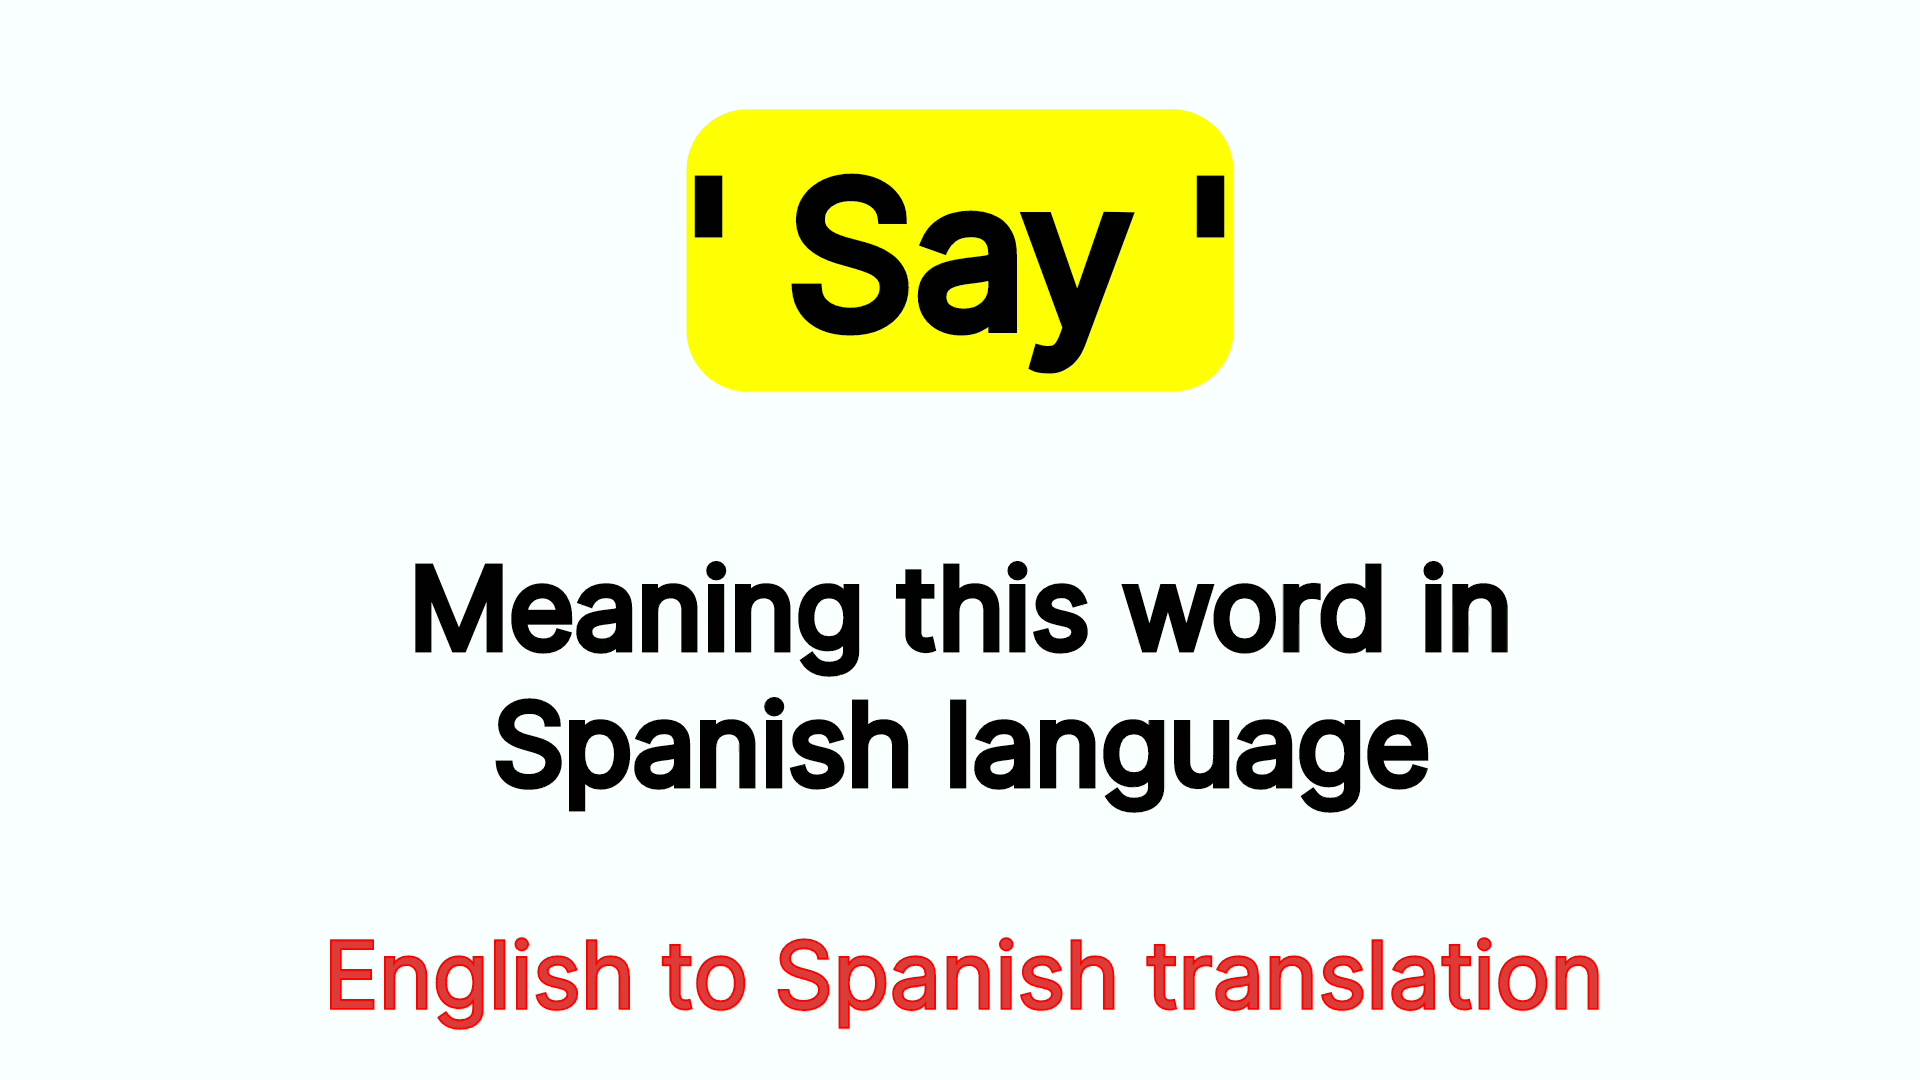 ' Say '
Meaning this word in
Spanish language
English to Spanish translation